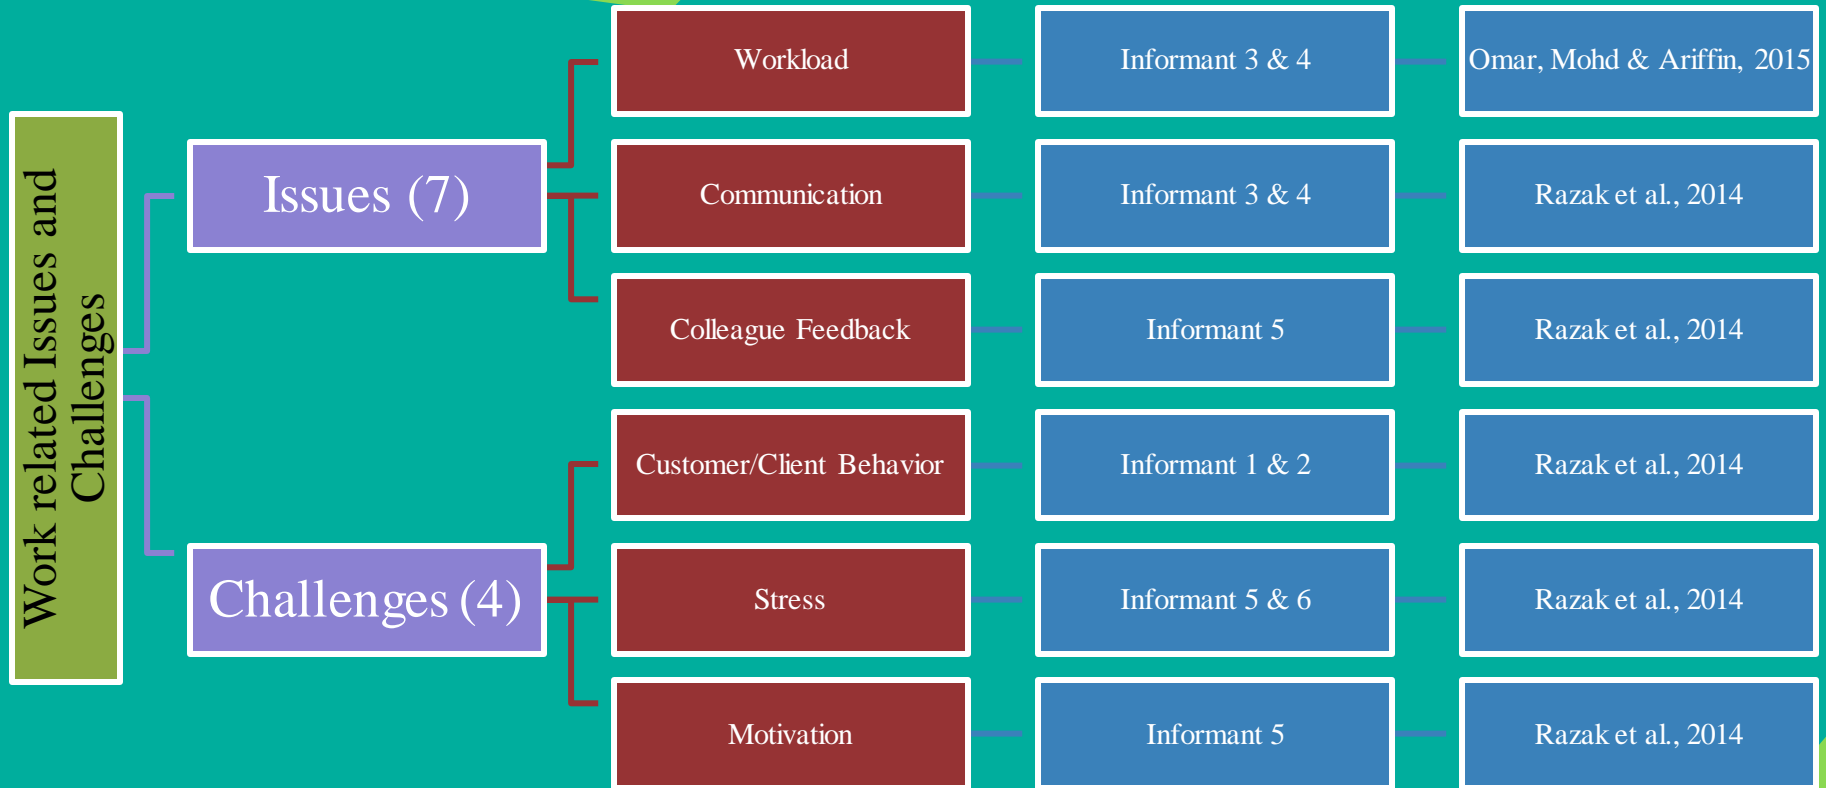 Work related Issues and
Challenges
Issues (7)
Workload
Informant 3 & 4
Omar, Mohd & Ariffin, 2015
Communication
Informant 3 & 4
Razak et al., 2014
Colleague Feedback
Informant 5
Razak et al., 2014
Challenges (4)
Customer/Client Behavior
Informant 1 & 2
Razak et al., 2014
Stress
Informant 5 & 6
Razak et al., 2014
Motivation
Informant 5
Razak et al., 2014